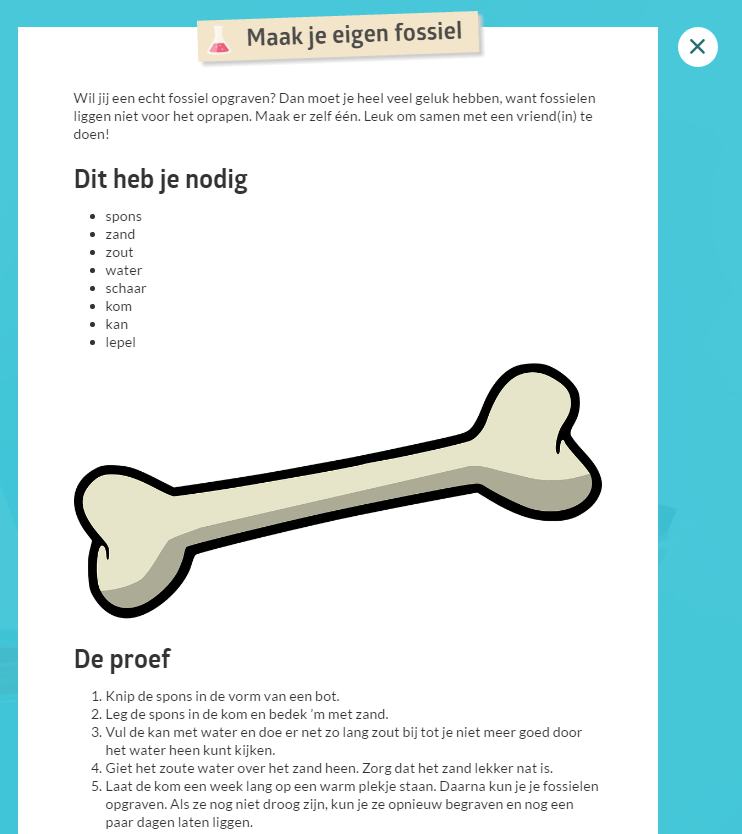 Maak je eigen fossiel
Wil jij een echt fossiel opgraven? Dan moet je heel veel geluk hebben, want fossielen
liggen niet voor het oprapen. Maak er zelf één. Leuk om samen met een vriend(in) te
doen!
Dit heb je nodig
• spons
• zand
• zout
• water
• schaar
• kom
• kan
• lepel
De proef
1. Knip de spons in de vorm van een bot.
2. Leg de spons in de kom en bedek ’m met zand.
3. Vul de kan met water en doe er net zo lang zout bij tot je niet meer goed door
het water heen kunt kijken.
4. Giet het zoute water over het zand heen. Zorg dat het zand lekker nat is.
5. Laat de kom een week lang op een warm plekje staan. Daarna kun je je fossielen
opgraven. Als ze nog niet droog zijn, kun je ze opnieuw begraven en nog een
paar dagen laten liggen.